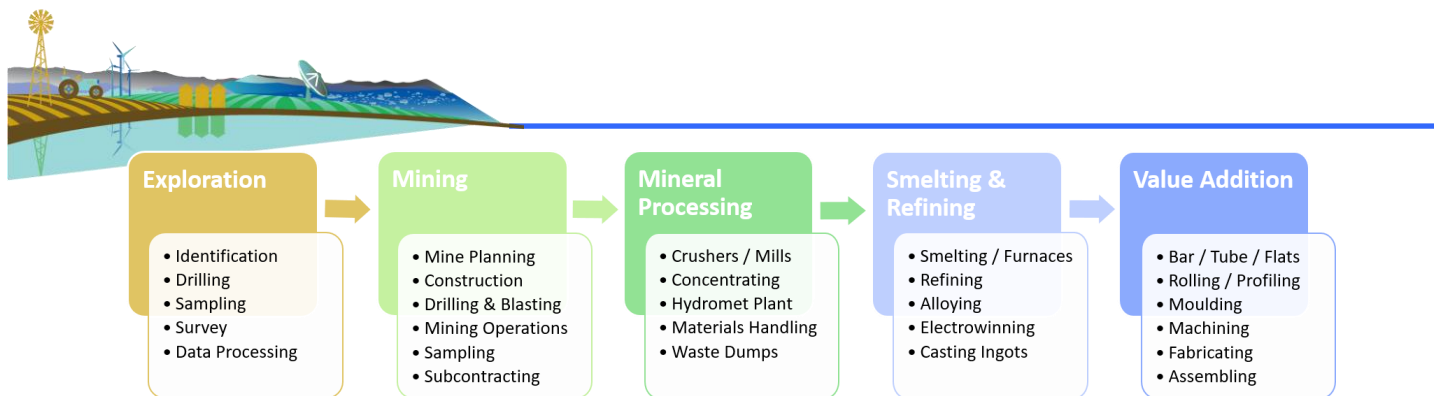 Exploration
• Identification
• Drilling
• Sampling
• Survey
• Data Processing
Mining
• Mine Planning
• Construction
• Drilling & Blasting
• Mining Operations
• Sampling
• Subcontracting
Mineral
Processing
• Crushers / Mills
• Concentrating
• Hydromet Plant
• Materials Handling
• Waste Dumps
Smelting &
Refining
• Smelting / Furnaces
• Refining
• Alloying
• Electrowinning
• Casting Ingots
Value Addition
• Bar / Tube / Flats
• Rolling / Profiling
• Moulding
• Machining
• Fabricating
• Assembling